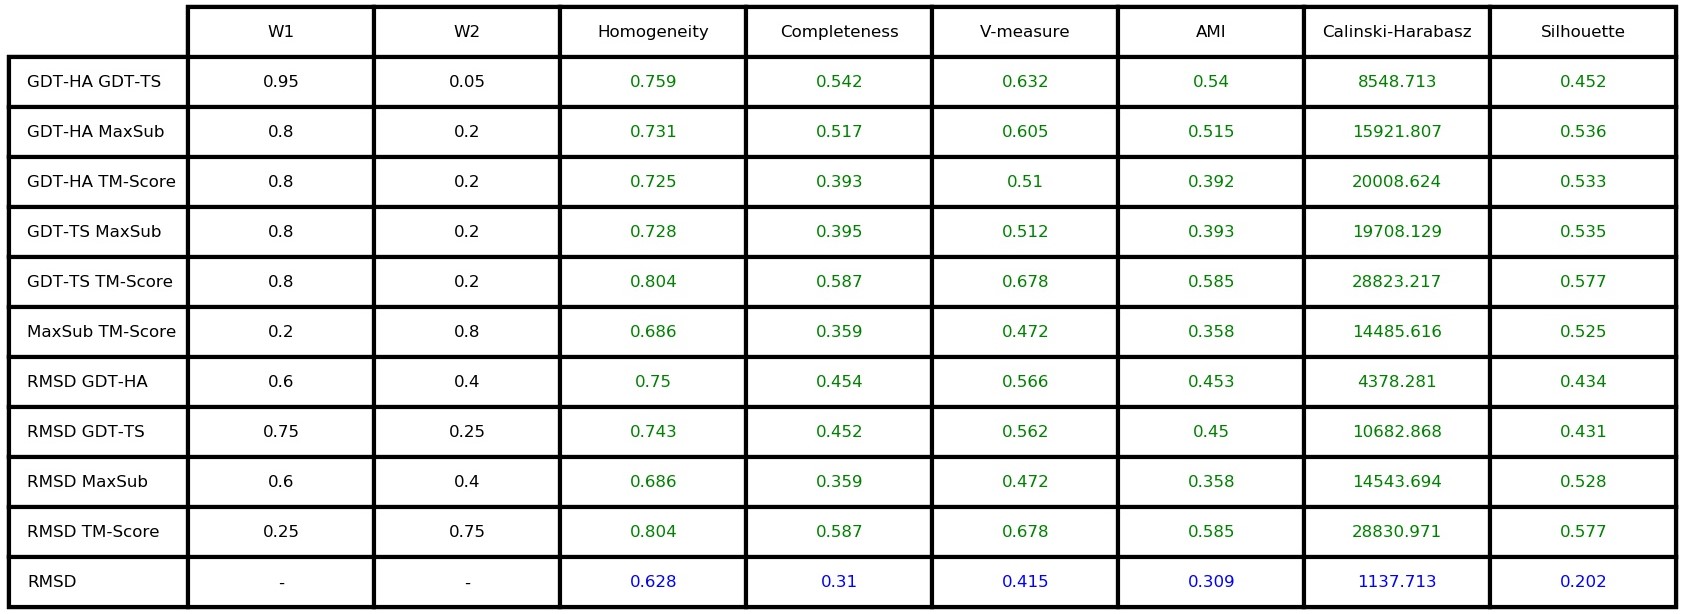 W1 W2 Homogeneity Completeness V-measure AMI Calinski-Harabasz Silhouette
GDT-HA GDT-TS 0.95 0.05 0.759 0.542 0.632 0.54 8548.713 0.452
GDT-HA MaxSub 0.8 0.2 0.731 0.517 0.605 0.515 15921.807 0.536
GDT-HA TM-Score 0.8 0.2 0.725 0.393 0.51 0.392 20008.624 0.533
GDT-TS MaxSub 0.8 0.2 0.728 0.395 0.512 0.393 19708.129 0.535
GDT-TS TM-Score 0.8 0.2 0.804 0.587 0.678 0.585 28823.217 0.577
MaxSub TM-Score 0.2 0.8 0.686 0.359 0.472 0.358 14485.616 0.525
RMSD GDT-HA 0.6 0.4 0.75 0.454 0.566 0.453 4378.281 0.434
RMSD GDT-TS 0.75 0.25 0.743 0.452 0.562 0.45 10682.868 0.431
RMSD MaxSub 0.6 0.4 0.686 0.359 0.472 0.358 14543.694 0.528
RMSD TM-Score 0.25 0.75 0.804 0.587 0.678 0.585 28830.971 0.577
RMSD - - 0.628 0.31 0.415 0.309 1137.713 0.202